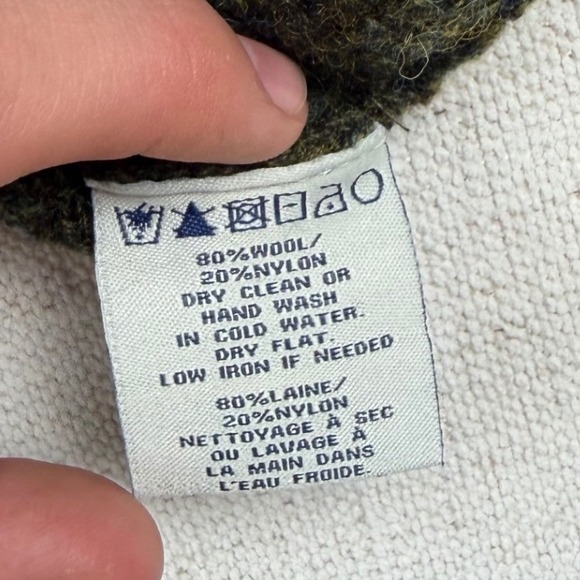 80%WOOL/
20%NYLON
DRY CLEAN OR
HAND WASH
IN COLD WATER.
DRY FLAT.
LOW IRON IF NEEDED
80%LAINE/
20%NYLON
NETTOYAGE À SEC
OU LAVAGE À
LA MAIN DANS
L'EAU FROIDE.